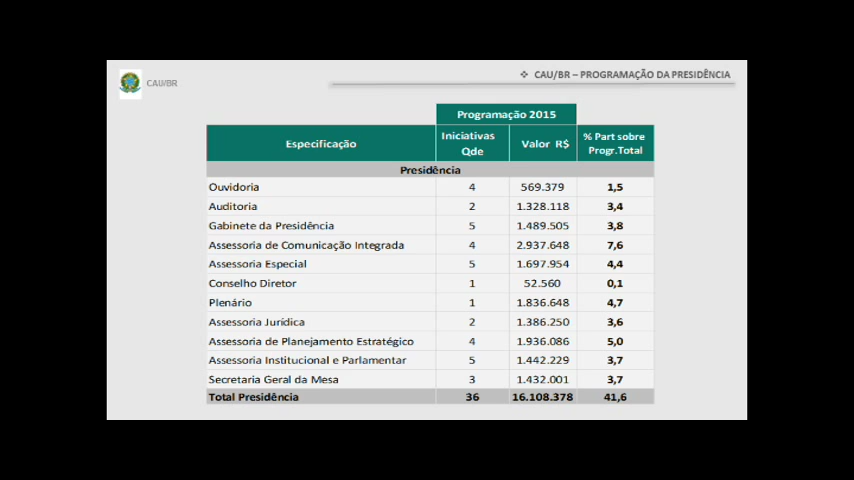 CAU/BR
❖ CAU/BR – PROGRAMAÇÃO DA PRESIDÊNCIA
Programação 2015
Especificação Iniciativas Qde Valor R$ % Part sobre Progr.Total
Presidência
Ouvidoria 4 569.379 1,5
Auditoria 2 1.328.118 3,4
Gabinete da Presidência 5 1.489.505 3,8
Assessoria de Comunicação Integrada 4 2.937.648 7,6
Assessoria Especial 5 1.697.954 4,4
Conselho Diretor 1 52.560 0,1
Plenário 1 1.836.648 4,7
Assessoria Jurídica 2 1.386.250 3,6
Assessoria de Planejamento Estratégico 4 1.936.086 5,0
Assessoria Institucional e Parlamentar 5 1.442.229 3,7
Secretaria Geral da Mesa 3 1.432.001 3,7
Total Presidência 36 16.108.378 41,6